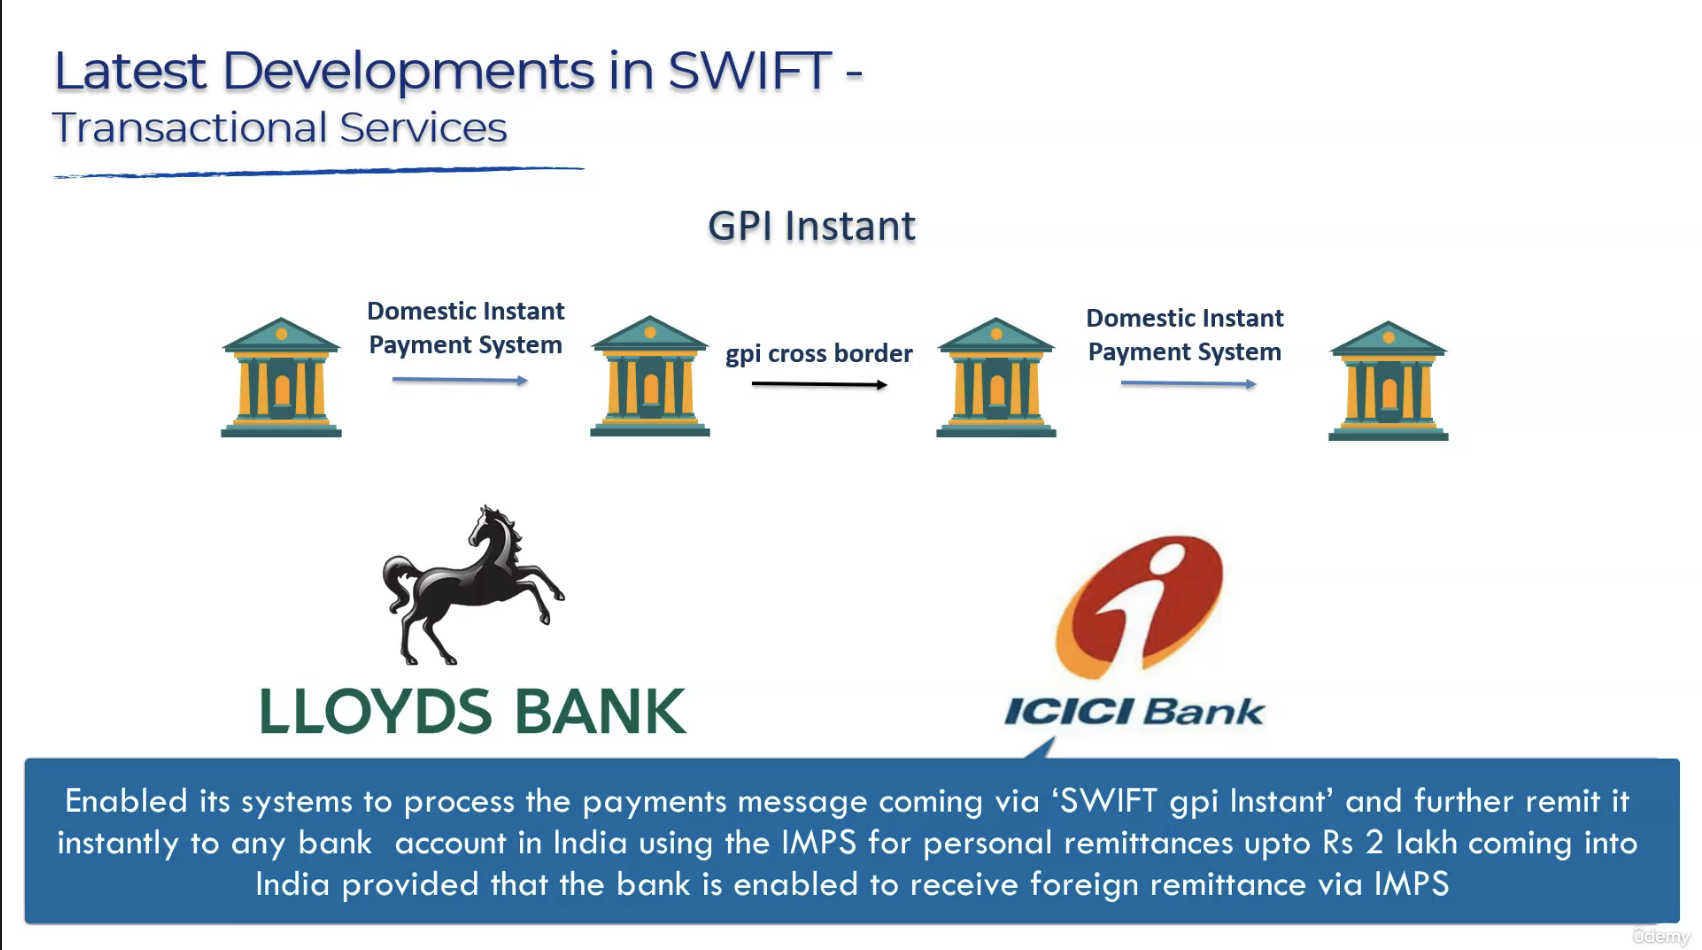 Latest Developments in SWIFT -
Transactional Services
GPI Instant
Domestic Instant
Payment System
gpi cross border
Domestic Instant
Payment System
LLOYDS BANK
ICICI Bank
Enabled its systems to process the payments message coming via ‘SWIFT gpi Instant’ and further remit it
instantly to any bank account in India using the IMPS for personal remittances upto Rs 2 lakh coming into
India provided that the bank is enabled to receive foreign remittance via IMPS
ûdemy